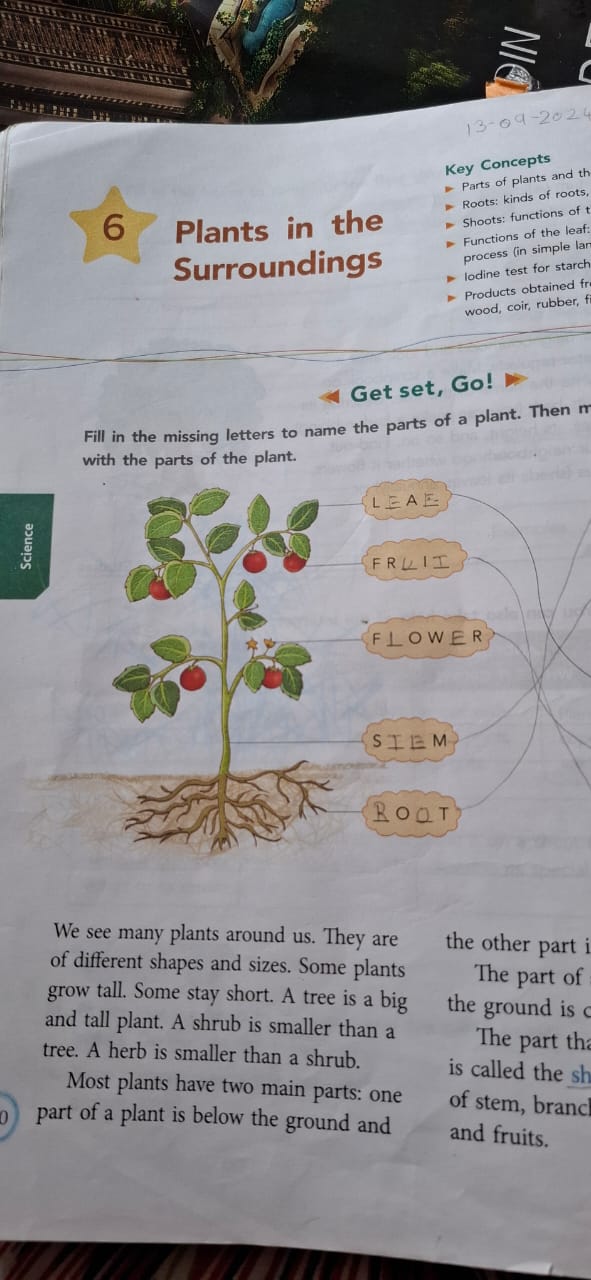 13-09-2024
6
Plants in the
Surroundings
Key Concepts
Parts of plants and th
Roots: kinds of roots,
Shoots: functions of t
Functions of the leaf:
process (in simple lan
Iodine test for starch
Products obtained fr
wood, coir, rubber, fi
Get set, Go!
Fill in the missing letters to name the parts of a plant. Then m
with the parts of the plant.
Science
LEAF
FRUIT
FLOWER
STEM
ROOT
We see many plants around us. They are
of different shapes and sizes. Some plants
grow tall. Some stay short. A tree is a big
and tall plant. A shrub is smaller than a
tree. A herb is smaller than a shrub.
Most plants have two main parts: one
part of a plant is below the ground and
the other part i
The part of
the ground is c
The part tha
is called the sh
of stem, branch
and fruits.